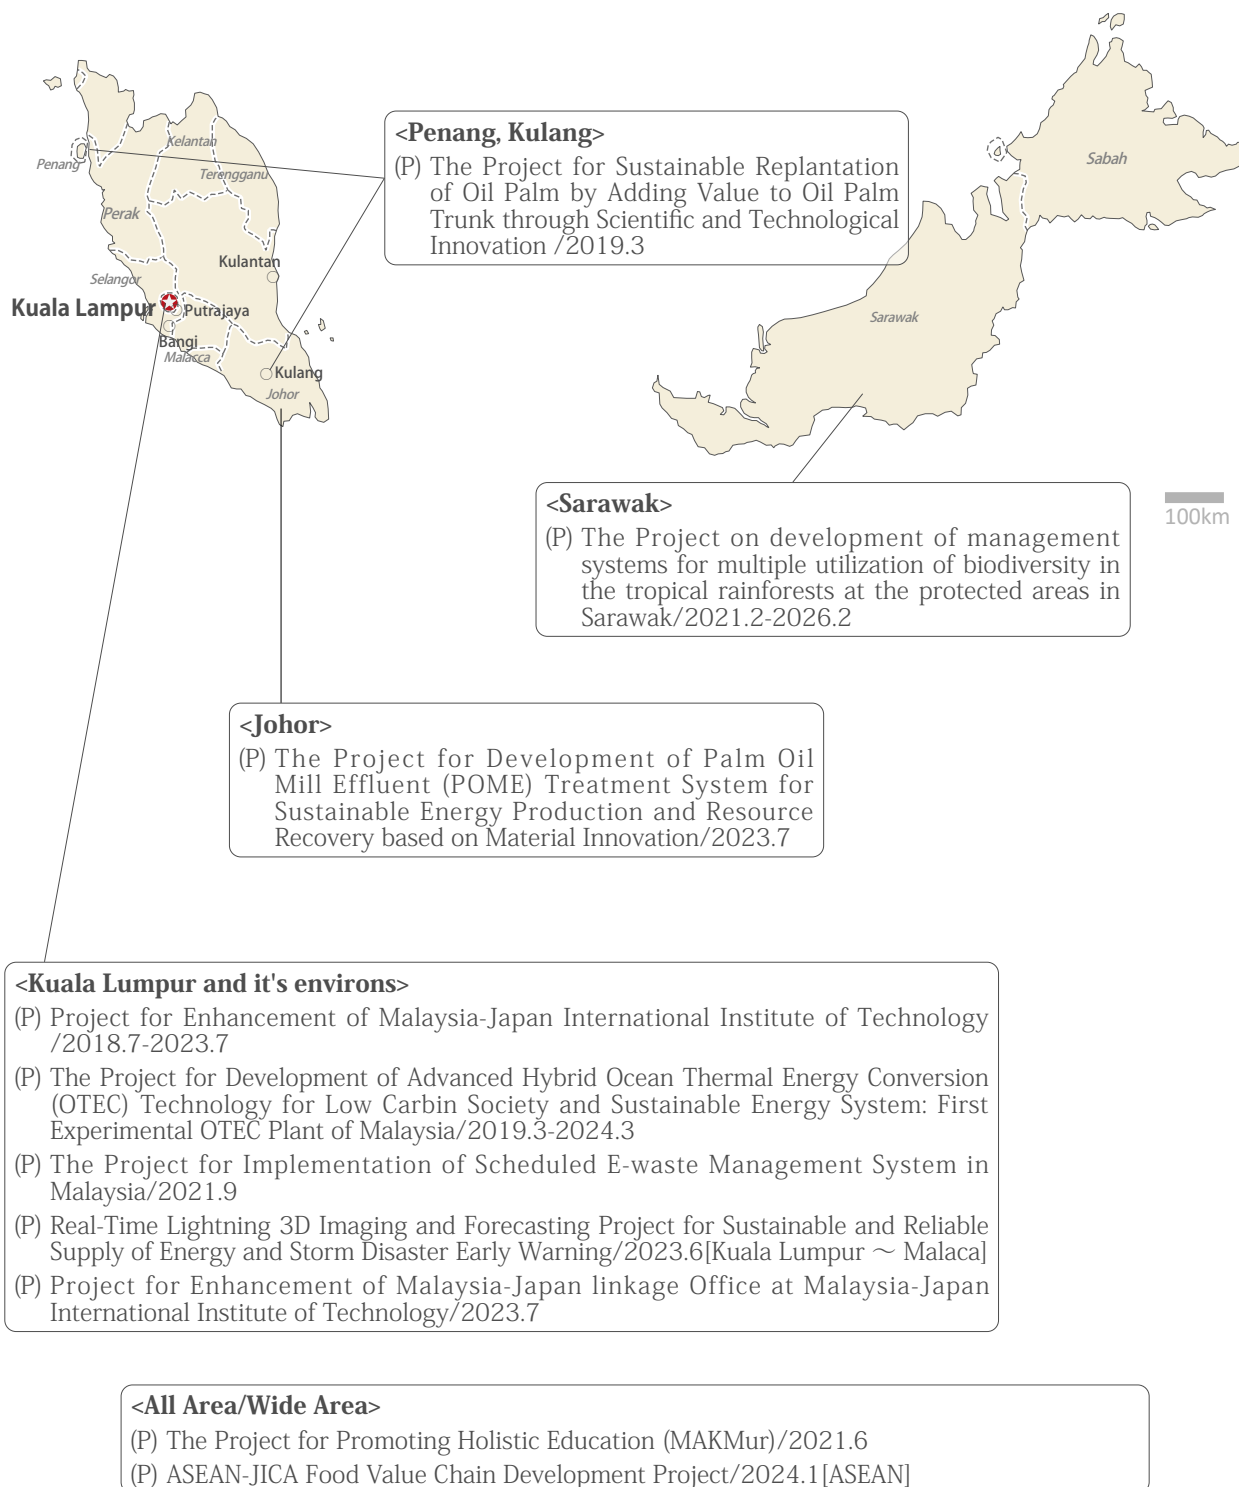 <Penang, Kulang>
(P) The Project for Sustainable Replantation
of Oil Palm by Adding Value to Oil Palm
Trunk through Scientific and Technological
Innovation /2019.3
Kelantan
Penang
Terengganu
Perak
Kulantan
Selangor
Kuala Lampur
Putrajaya
Bangi
Malacca
Kulang
Johor
Sabah
Sarawak
100km
<Sarawak>
(P) The Project on development of management
systems for multiple utilization of biodiversity in
the tropical rainforests at the protected areas in
Sarawak/2021.2-2026.2
<Johor>
(P) The Project for Development of Palm Oil
Mill Effluent (POME) Treatment System for
Sustainable Energy Production and Resource
Recovery based on Material Innovation/2023.7
<Kuala Lumpur and it's environs>
(P) Project for Enhancement of Malaysia-Japan International Institute of Technology
/2018.7-2023.7
(P) The Project for Development of Advanced Hybrid Ocean Thermal Energy Conversion
(OTEC) Technology for Low Carbin Society and Sustainable Energy System: First
Experimental OTEC Plant of Malaysia/2019.3-2024.3
(P) The Project for Implementation of Scheduled E-waste Management System in
Malaysia/2021.9
(P) Real-Time Lightning 3D Imaging and Forecasting Project for Sustainable and Reliable
Supply of Energy and Storm Disaster Early Warning/2023.6[Kuala Lumpur ～ Malaca]
(P) Project for Enhancement of Malaysia-Japan linkage Office at Malaysia-Japan
International Institute of Technology/2023.7
<All Area/Wide Area>
(P) The Project for Promoting Holistic Education (MAKMur)/2021.6
(P) ASEAN-JICA Food Value Chain Development Project/2024.1[ASEAN]